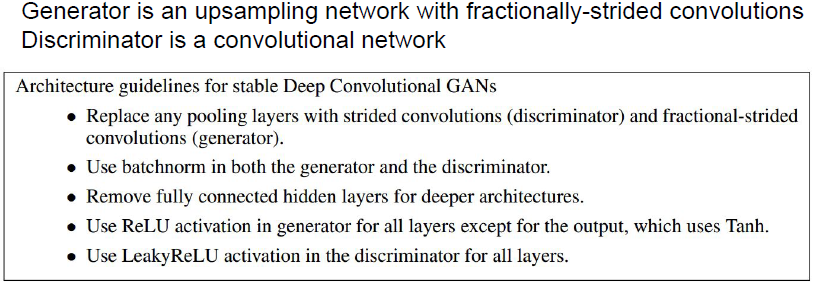 Generator is an upsampling network with fractionally-strided convolutions
Discriminator is a convolutional network
Architecture guidelines for stable Deep Convolutional GANs
• Replace any pooling layers with strided convolutions (discriminator) and fractional-strided
convolutions (generator).
• Use batchnorm in both the generator and the discriminator.
• Remove fully connected hidden layers for deeper architectures.
• Use ReLU activation in generator for all layers except for the output, which uses Tanh.
• Use LeakyReLU activation in the discriminator for all layers.